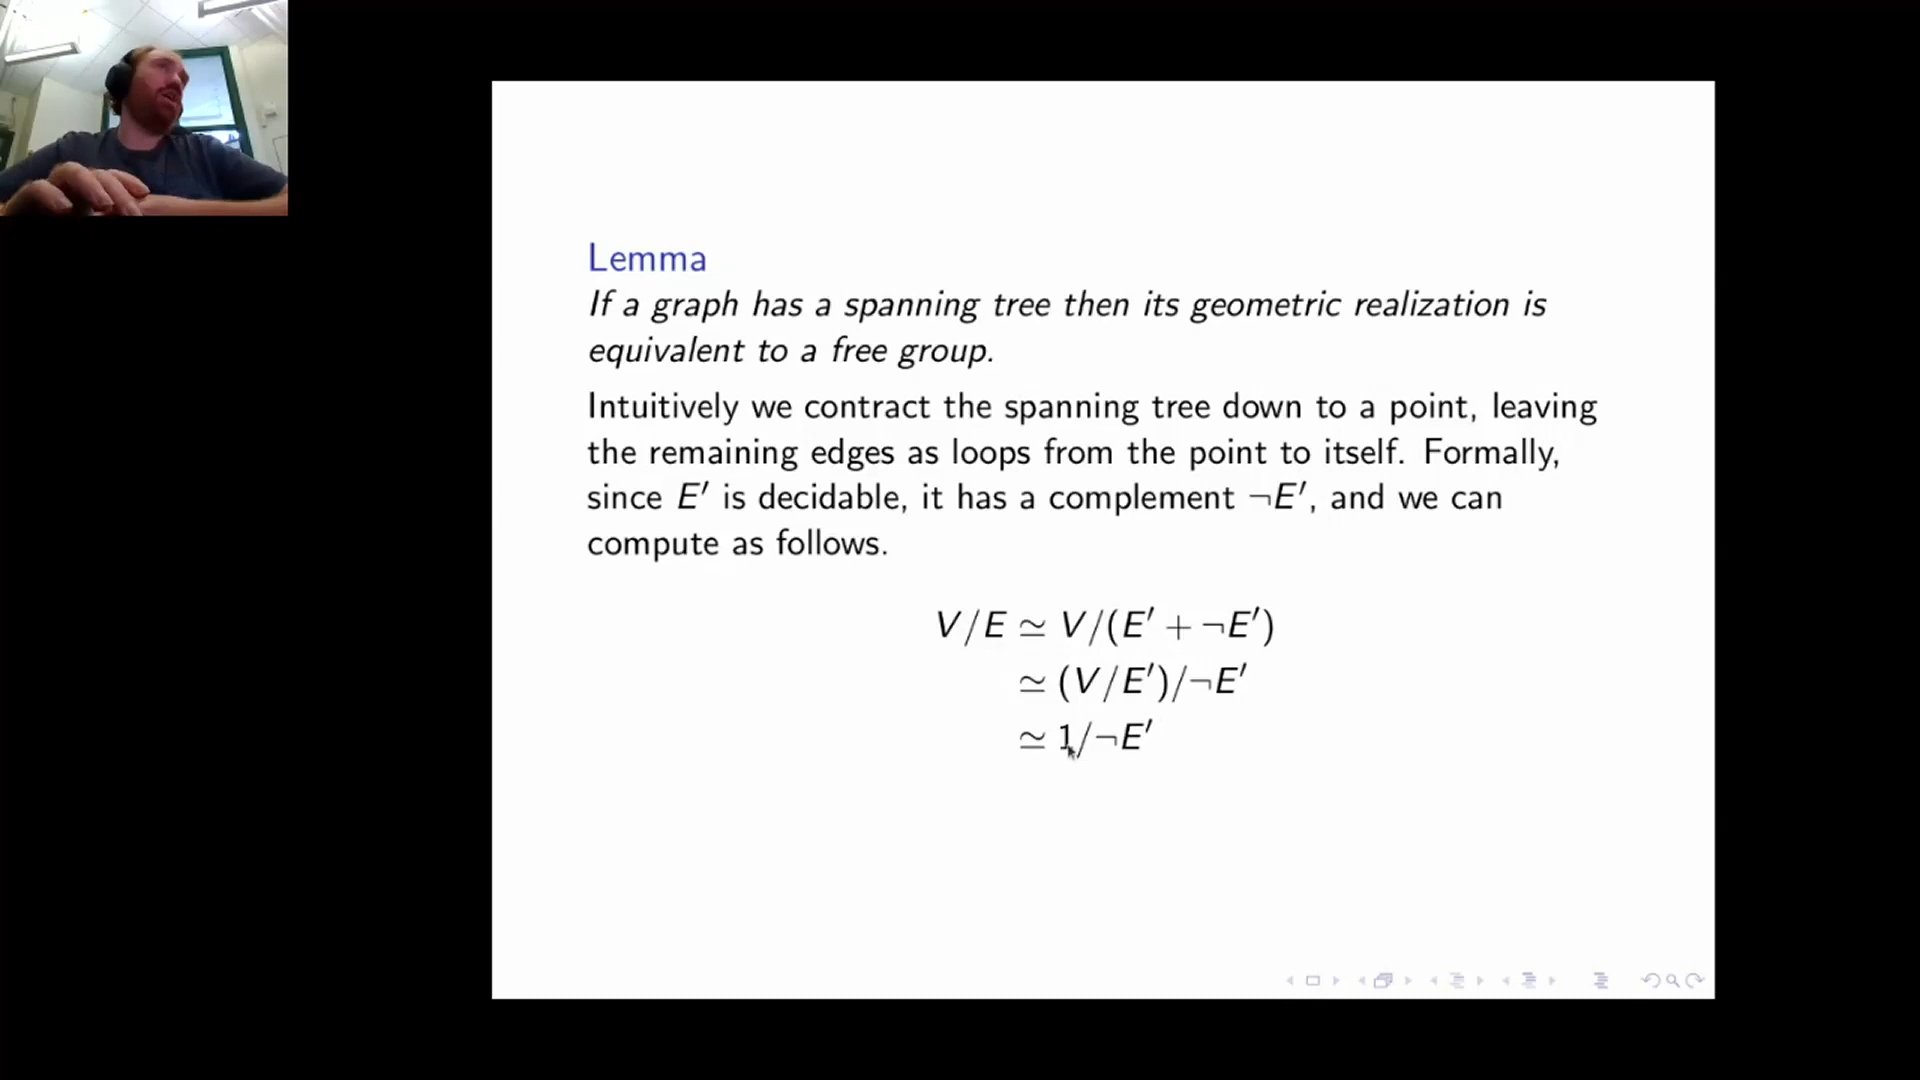 Lemma
If a graph has a spanning tree then its geometric realization is
equivalent to a free group.
Intuitively we contract the spanning tree down to a point, leaving
the remaining edges as loops from the point to itself. Formally,
since E′ is decidable, it has a complement ¬E′, and we can
compute as follows.
V/E ≃ V/(E′ + ¬E′)
≃ (V/E′)/¬E′
≃ 1/¬E′